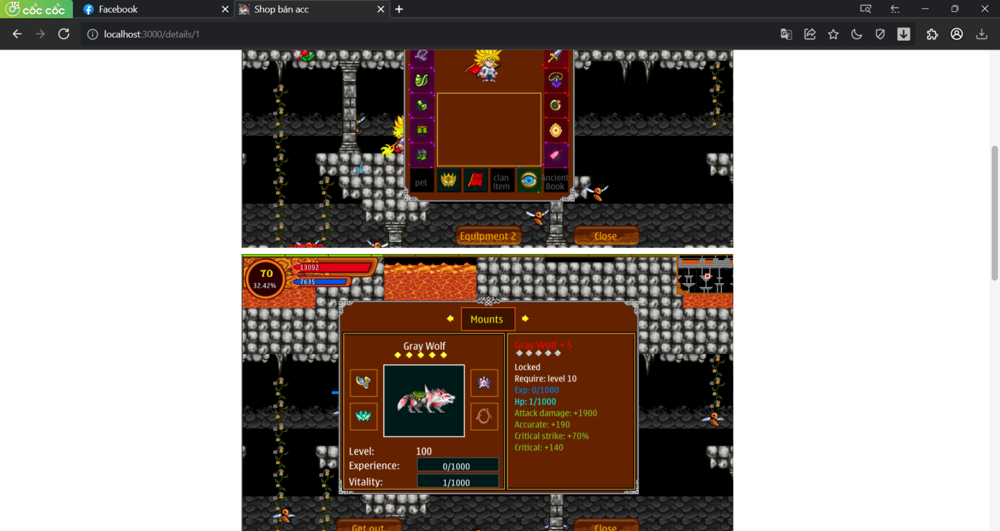 cốc cốc
Facebook
Shop bán acc
localhost:3000/details/1
pet
clan
item
Ancient
Book
Equipment 2
Close
70
32.42%
13092
7635
Mounts
Gray Wolf
Gray Wolf + 5
Locked
Require: level 10
Exp: 0/1000
Hp: 1/1000
Attack damage: +1900
Accurate: +190
Critical strike: +70%
Critical: +140
Level: 100
Experience: 0/1000
Vitality: 1/1000
Get out
Close